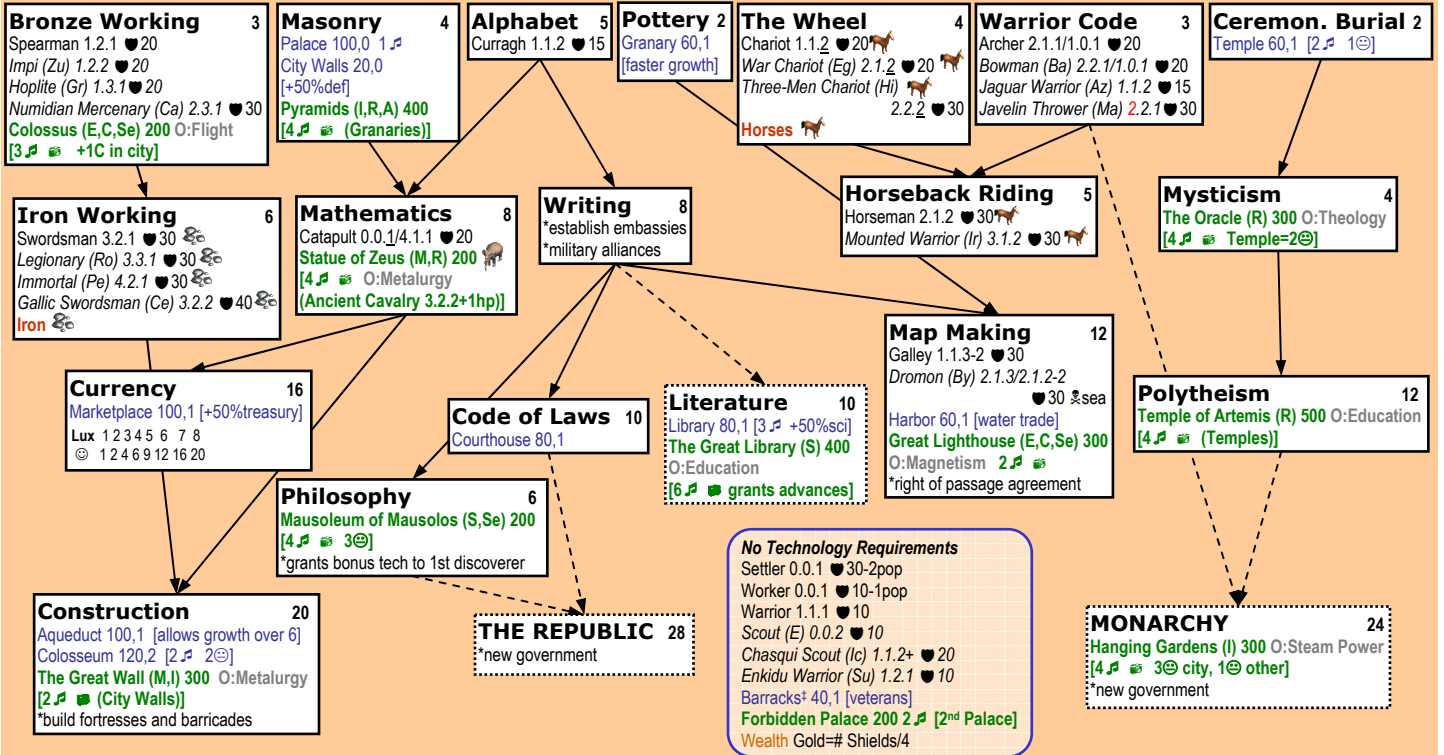 Bronze Working 3
Spearman 1.2.1 20
Impi (Zu) 1.2.2 20
Hoplite (Gr) 1.3.1 20
Numidian Mercenary (Ca) 2.3.1 30
Colossus (E,C,Se) 200 O:Flight
[3♫ +1C in city]
Masonry 4
Palace 100,0 1♫
City Walls 20,0
[+50%def]
Pyramids (I,R,A) 400
[4♫ (Granaries)]
Alphabet 5
Curragh 1.1.2 15
Pottery 2
Granary 60,1
[faster growth]
The Wheel 4
Chariot 1.1.2 20
War Chariot (Eg) 2.1.2 20
Three-Men Chariot (Hi)
2.2.2 30
Horses
Warrior Code 3
Archer 2.1.1/1.0.1 20
Bowman (Ba) 2.2.1/1.0.1 20
Jaguar Warrior (Az) 1.1.2 15
Javelin Thrower (Ma) 2.2.1 30
Ceremon. Burial 2
Temple 60,1 [2♫ 1☺]
Iron Working 6
Swordsman 3.2.1 30
Legionary (Ro) 3.3.1 30
Immortal (Pe) 4.2.1 30
Gallic Swordsman (Ce) 3.2.2 40
Iron
Mathematics 8
Catapult 0.0.1/4.1.1 20
Statue of Zeus (M,R) 200
[4♫ O:Metalurgy
(Ancient Cavalry 3.2.2+1hp)]
Writing 8
*establish embassies
*military alliances
Horseback Riding 5
Horseman 2.1.2 30
Mounted Warrior (Ir) 3.1.2 30
Mysticism 4
The Oracle (R) 300 O:Theology
[4♫ Temple=2☺]
Currency 16
Marketplace 100,1 [+50%treasury]
Lux 1 2 3 4 5 6 7 8
☺ 1 2 4 6 9 12 16 20
Code of Laws 10
Courthouse 80,1
Literature 10
Library 80,1 [3♫ +50%sci]
The Great Library (S) 400
O:Education
[6♫ grants advances]
Map Making 12
Galley 1.1.3-2 30
Dromon (By) 2.1.3/2.1.2-2
30 sea
Harbor 60,1 [water trade]
Great Lighthouse (E,C,Se) 300
O:Magnetism 2♫
*right of passage agreement
Polytheism 12
Temple of Artemis (R) 500 O:Education
[4♫ (Temples)]
Philosophy 6
Mausoleum of Mausolos (S,Se) 200
[4♫ 3☺]
*grants bonus tech to 1st discoverer
Construction 20
Aqueduct 100,1 [allows growth over 6]
Colosseum 120,2 [2♫ 2☺]
The Great Wall (M,I) 300 O:Metalurgy
[2♫ (City Walls)]
*build fortresses and barricades
THE REPUBLIC 28
*new government
No Technology Requirements
Settler 0.0.1 30-2pop
Worker 0.0.1 10-1pop
Warrior 1.1.1 10
Scout (E) 0.0.2 10
Chasqui Scout (Ic) 1.1.2+ 20
Enkidu Warrior (Su) 1.2.1 10
Barracks‡ 40,1 [veterans]
Forbidden Palace 200 2♫ [2nd Palace]
Wealth Gold=# Shields/4
MONARCHY 24
Hanging Gardens (I) 300 O:Steam Power
[4♫ 3☺ city, 1☺ other]
*new government